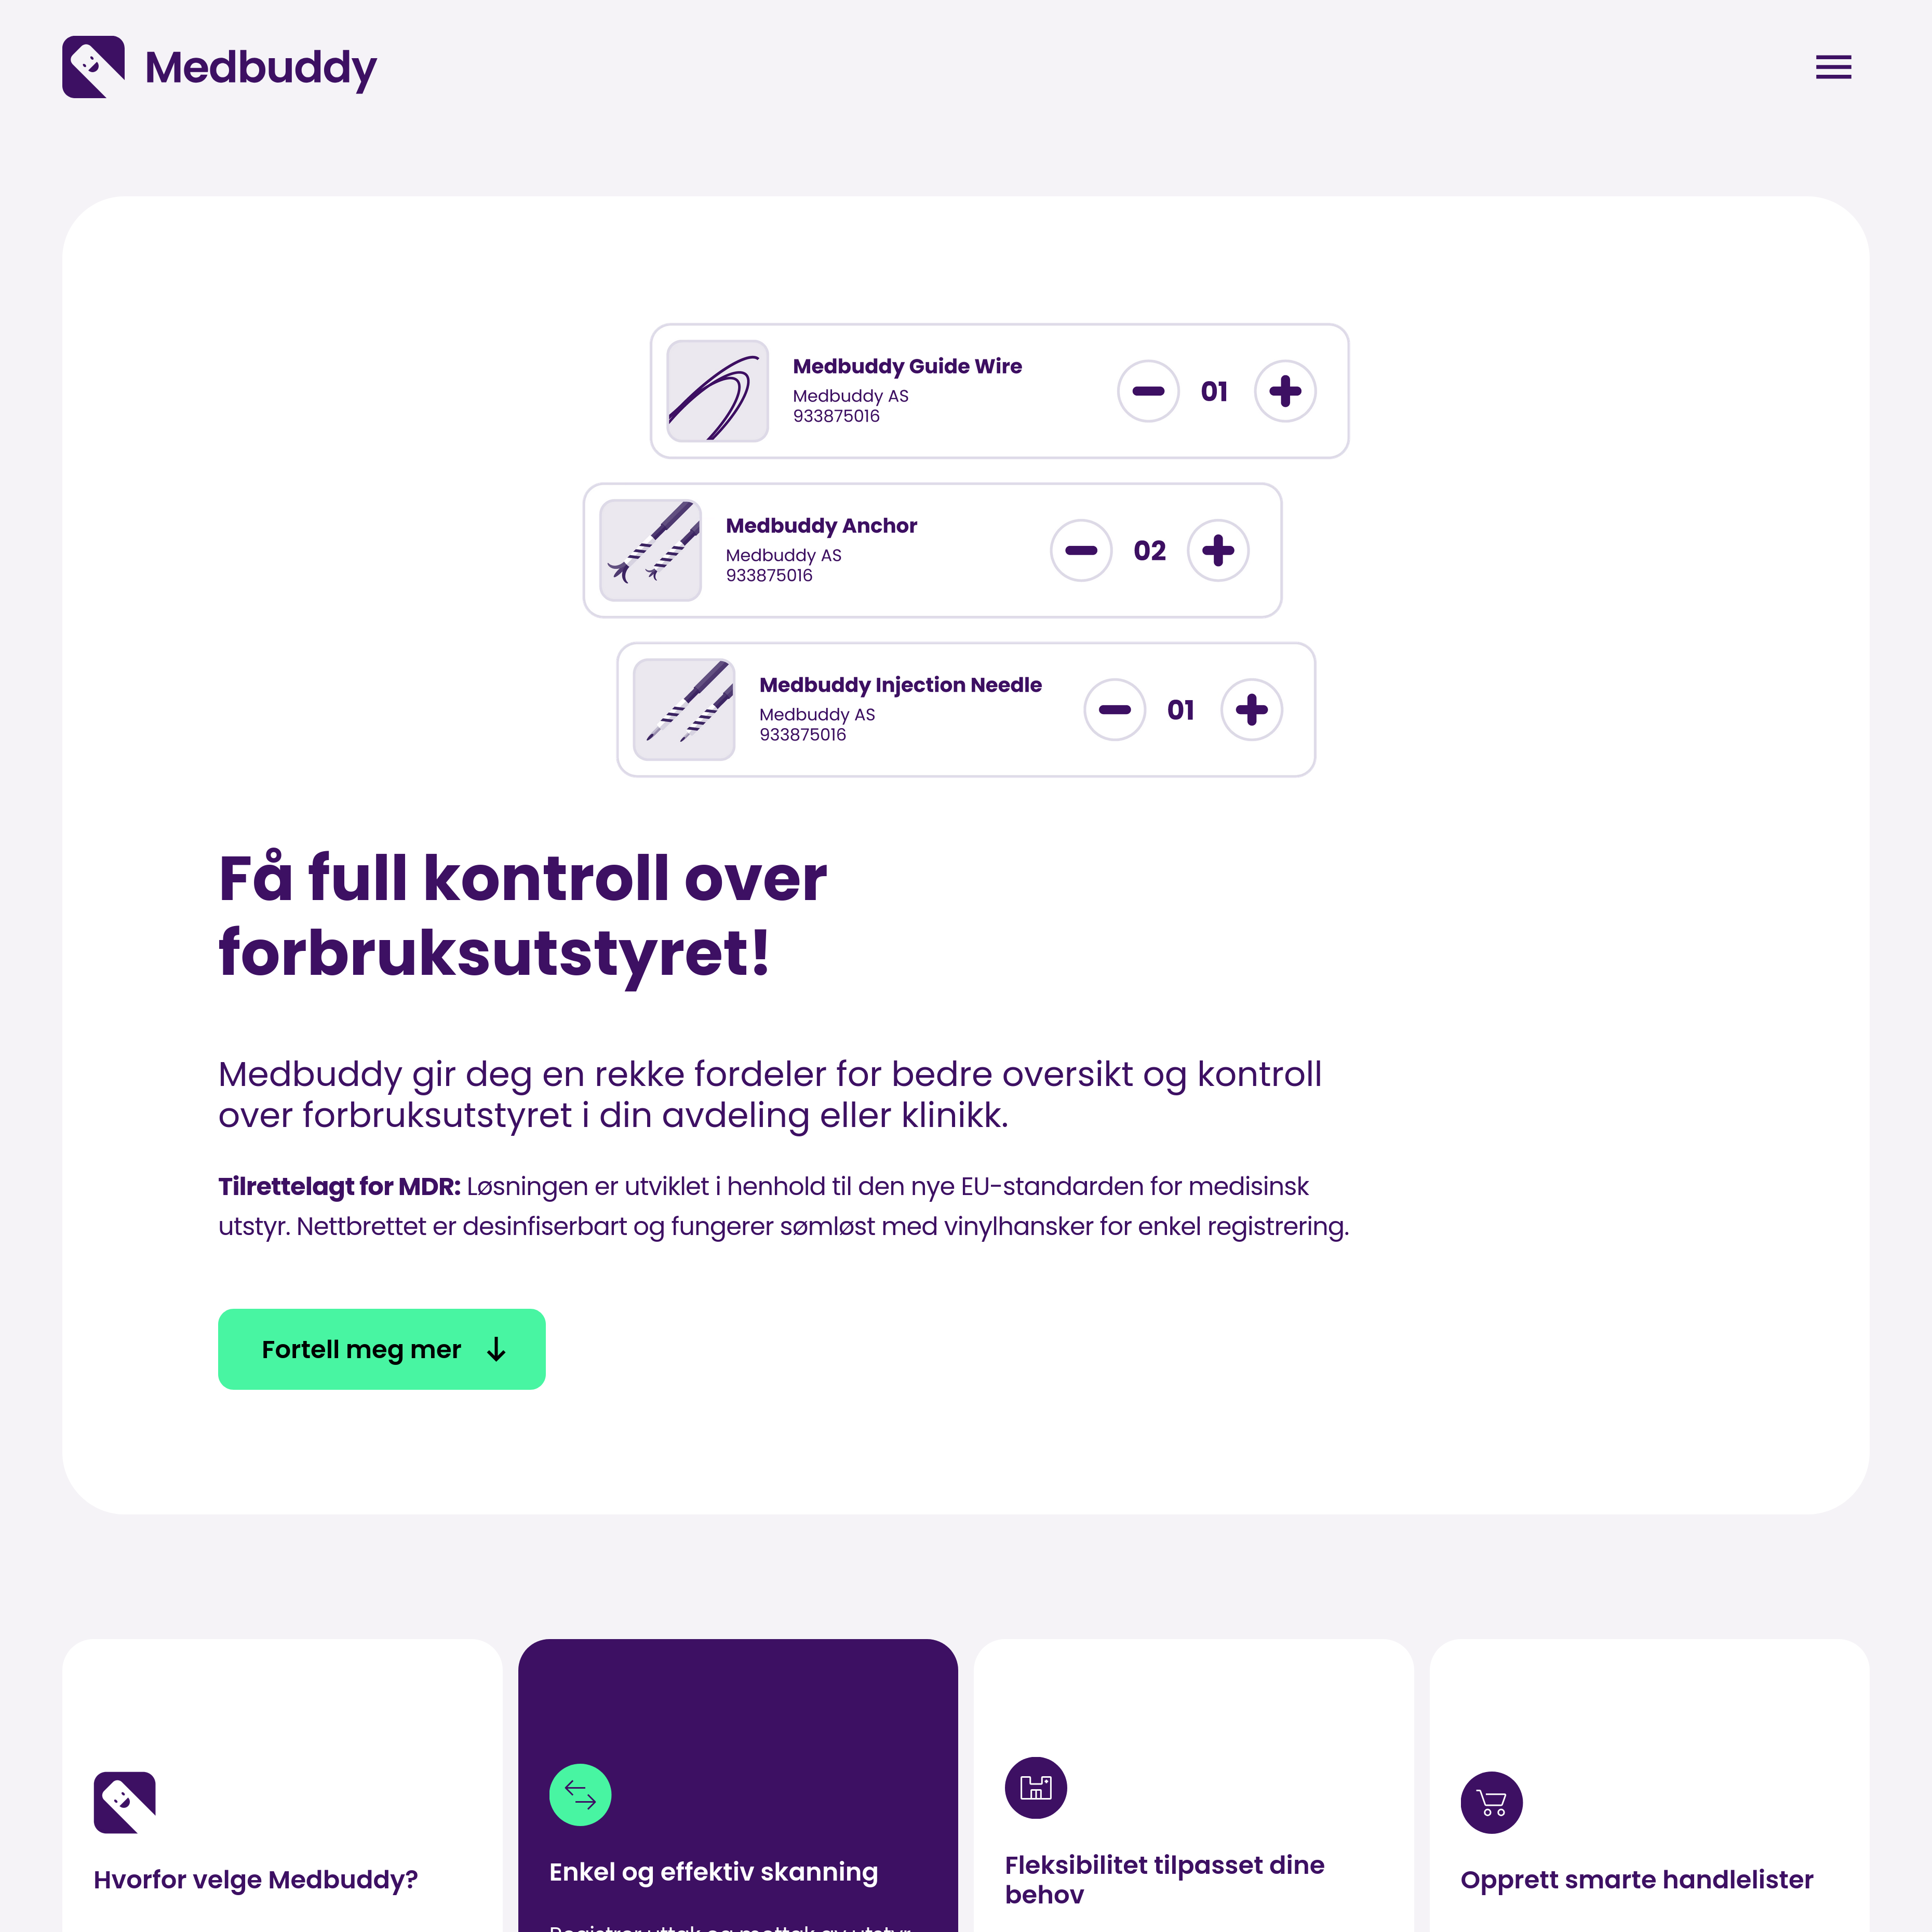 Medbuddy
Medbuddy Guide Wire
Medbuddy AS
933875016
01
Medbuddy Anchor
Medbuddy AS
933875016
02
Medbuddy Injection Needle
Medbuddy AS
933875016
01
Få full kontroll over
forbruksutstyret!
Medbuddy gir deg en rekke fordeler for bedre oversikt og kontroll
over forbruksutstyret i din avdeling eller klinikk.
Tilrettelagt for MDR: Løsningen er utviklet i henhold til den nye EU-standarden for medisinsk
utstyr. Nettbrettet er desinfiserbart og fungerer sømløst med vinylhansker for enkel registrering.
Fortell meg mer
Hvorfor velge Medbuddy?
Enkel og effektiv skanning
Fleksibilitet tilpasset dine
behov
Opprett smarte handlelister